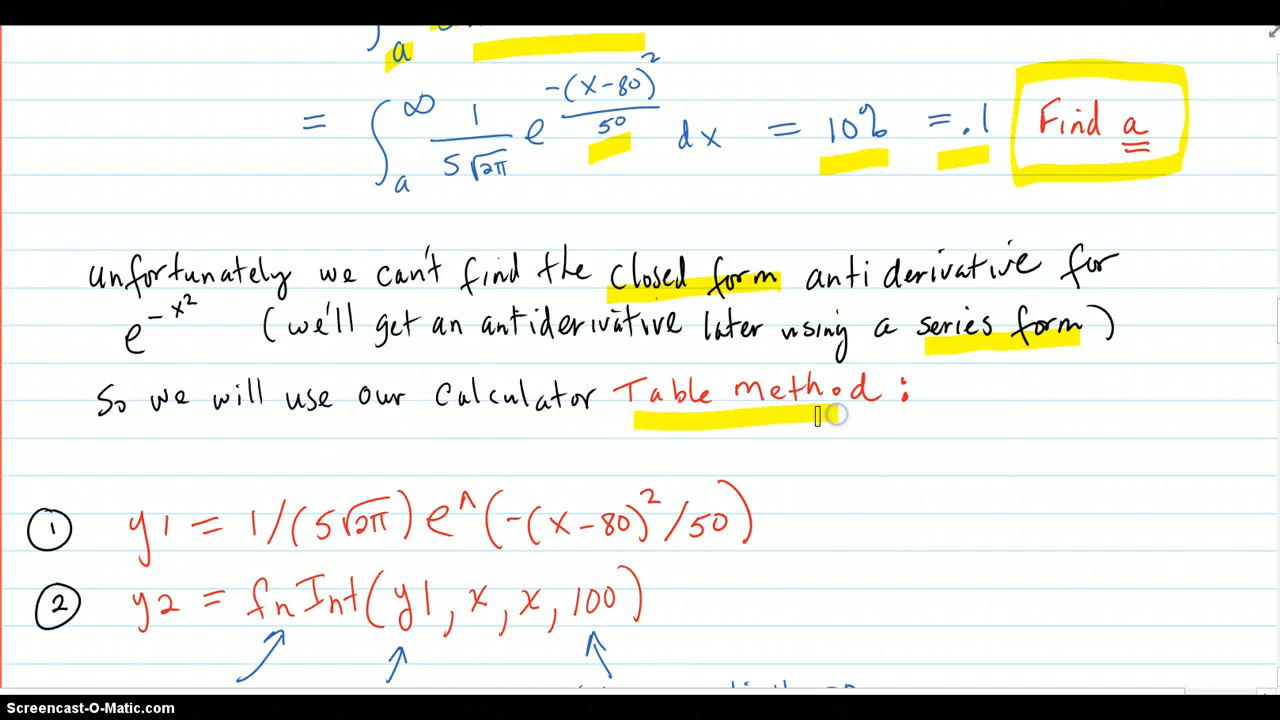 a
= ∫ₐ^∞ 1/(5√2π) e^(-(x-80)²/50) dx = 10% = .1 Find a
Unfortunately we can't find the closed form antiderivative for
e^-x² (we'll get an antiderivative later using a series form)
So we will use our calculator Table method:
① y1 = 1/(5√2π) e^(-(x-80)²/50)
② y2 = fnInt(y1, x, x, 100)
Screencast-O-Matic.com